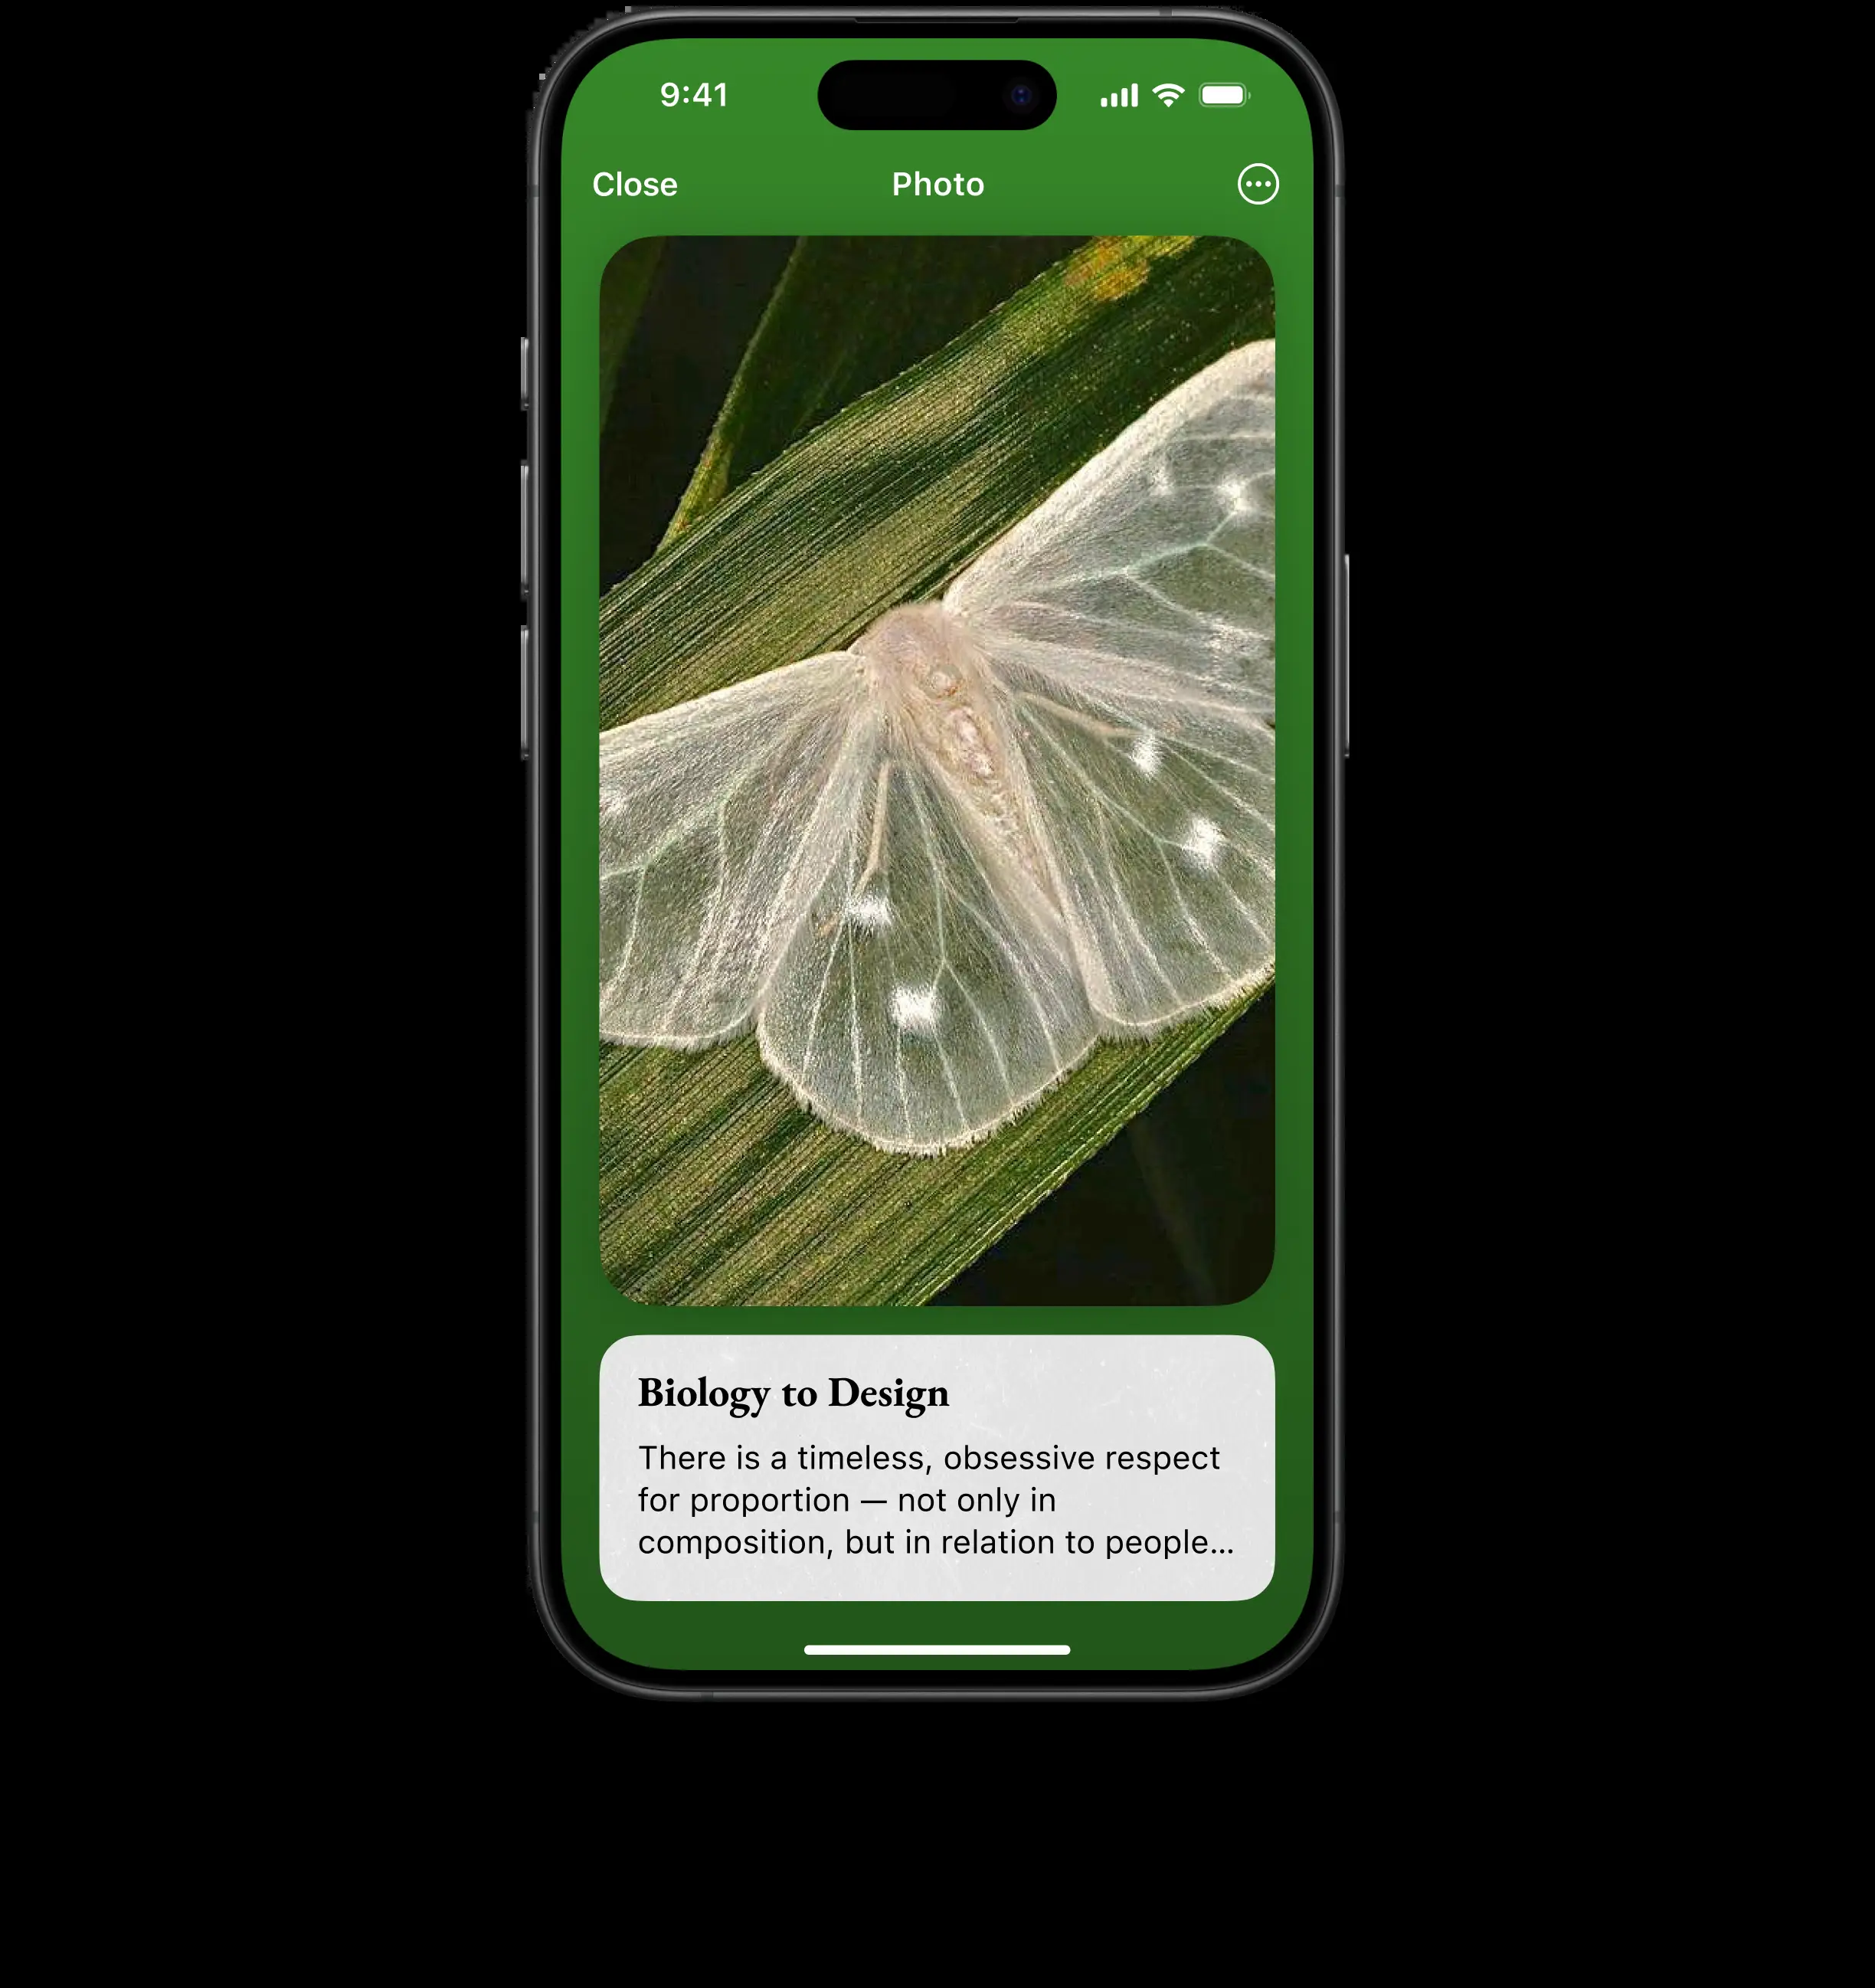 9:41
Close
Photo
Biology to Design
There is a timeless, obsessive respect
for proportion — not only in
composition, but in relation to people...